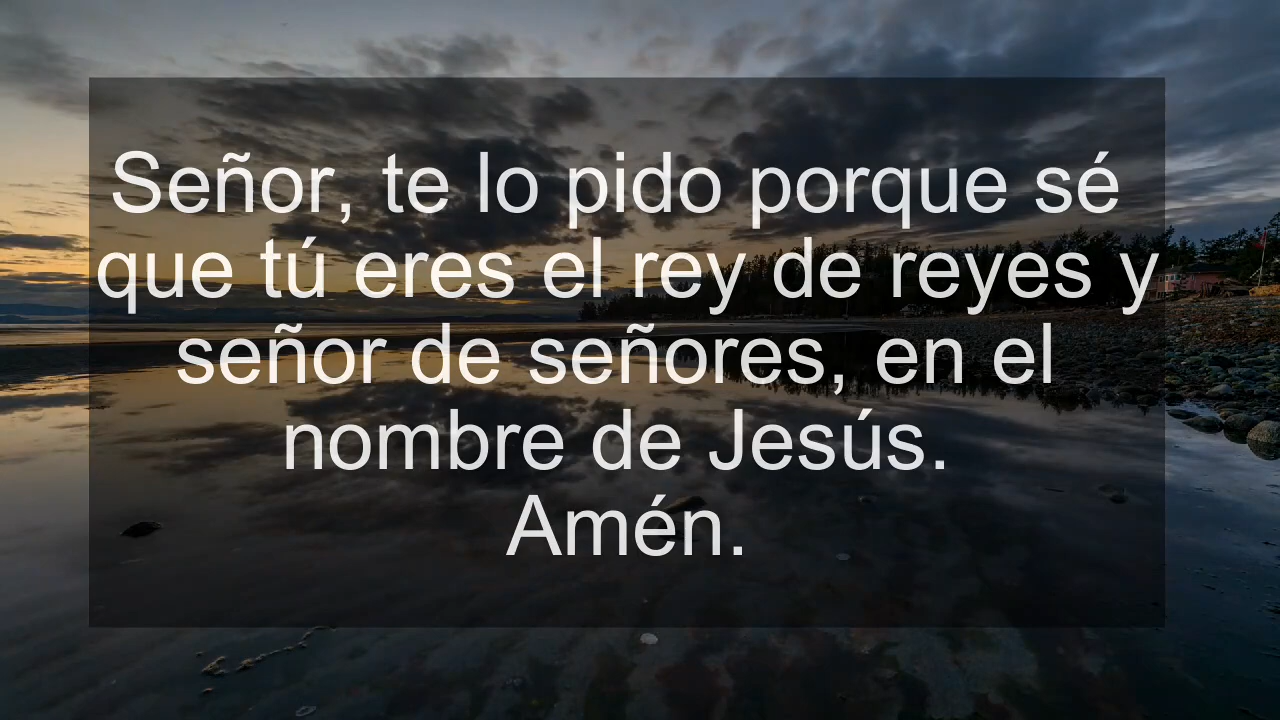 Señor, te lo pido porque sé
que tú eres el rey de reyes y
señor de señores, en el
nombre de Jesús.
Amén.